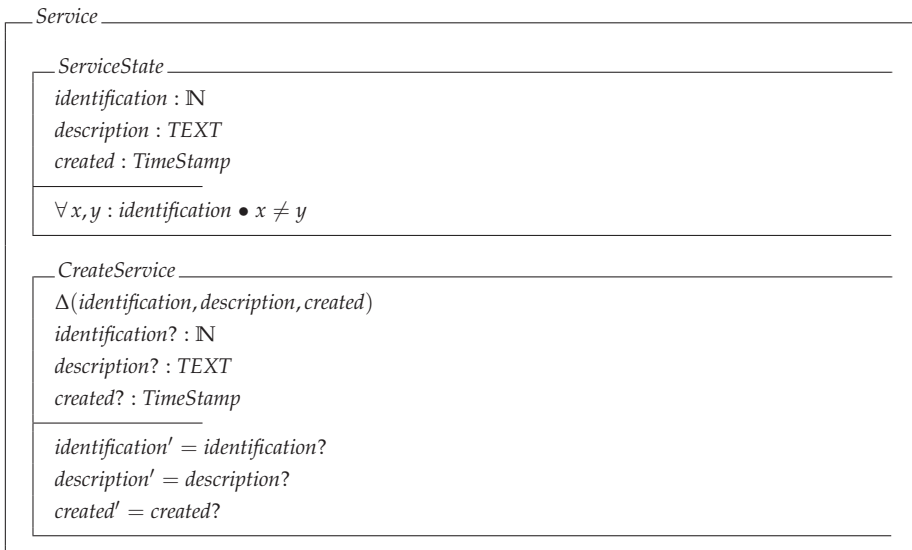 Service
ServiceState
identification : ℕ
description : TEXT
created : TimeStamp
∀ x, y : identification • x ≠ y
CreateService
Δ(identification, description, created)
identification? : ℕ
description? : TEXT
created? : TimeStamp
identification′ = identification?
description′ = description?
created′ = created?